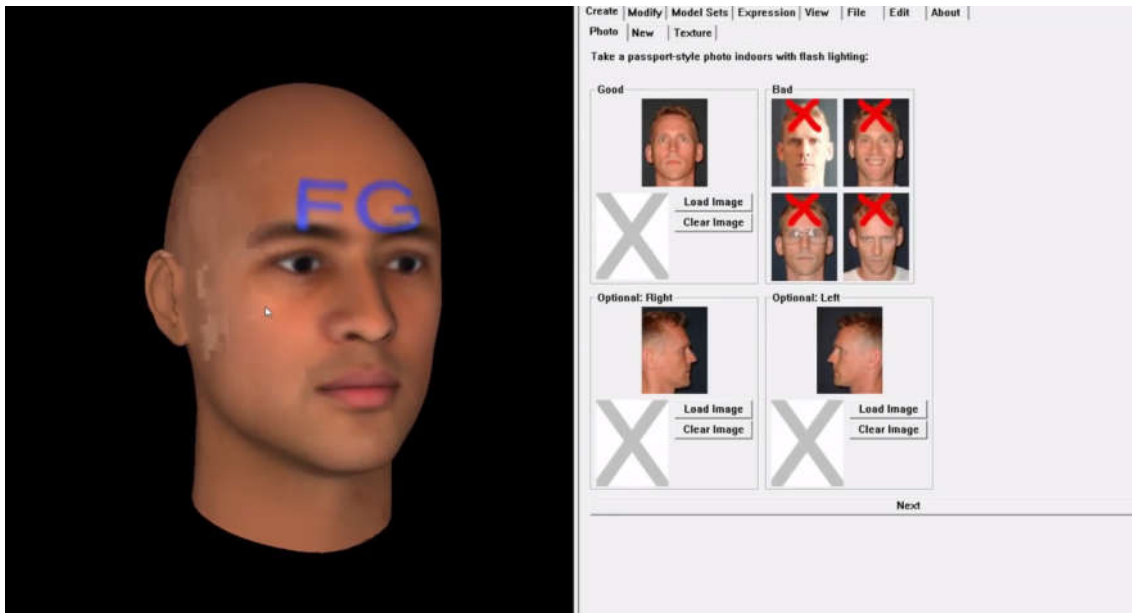 FG
Create Modify Model Sets Expression View File Edit About
Photo New Texture
Take a passport-style photo indoors with flash lighting:
Good
Bad
Load Image
Clear Image
Optional: Right
Optional: Left
Load Image
Clear Image
Load Image
Clear Image
Next